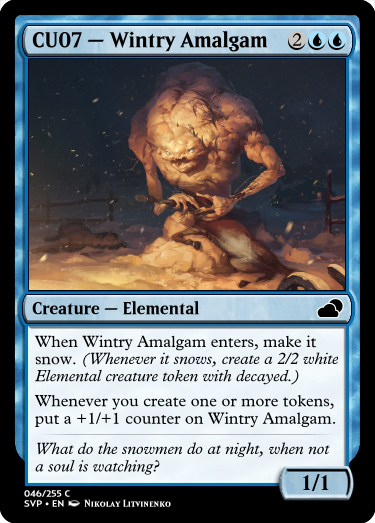 CU07 — Wintry Amalgam 2
Creature — Elemental
When Wintry Amalgam enters, make it
snow. (Whenever it snows, create a 2/2 white
Elemental creature token with decayed.)
Whenever you create one or more tokens,
put a +1/+1 counter on Wintry Amalgam.
What do the snowmen do at night, when not
a soul is watching?
1/1
046/255 C
SVP • EN Nikolay Litvinenko